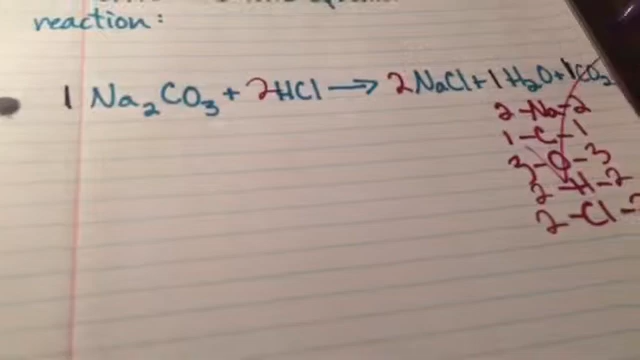 reaction:
1 Na₂CO₃ + 2HCl → 2NaCl + 1 H₂O + 1CO₂
2-Na-2
1-C-1
3-O-3
2-H-2
2-Cl-2